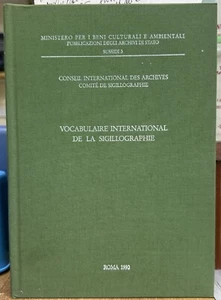 MINISTERO PER I BENI CULTURALI E AMBIENTALI
PUBBLICAZIONI DEGLI ARCHIVI DI STATO
SUSSIDI 3
CONSEIL INTERNATIONAL DES ARCHIVES
COMITÉ DE SIGILLOGRAPHIE
VOCABULAIRE INTERNATIONAL
DE LA SIGILLOGRAPHIE
ROMA 1990